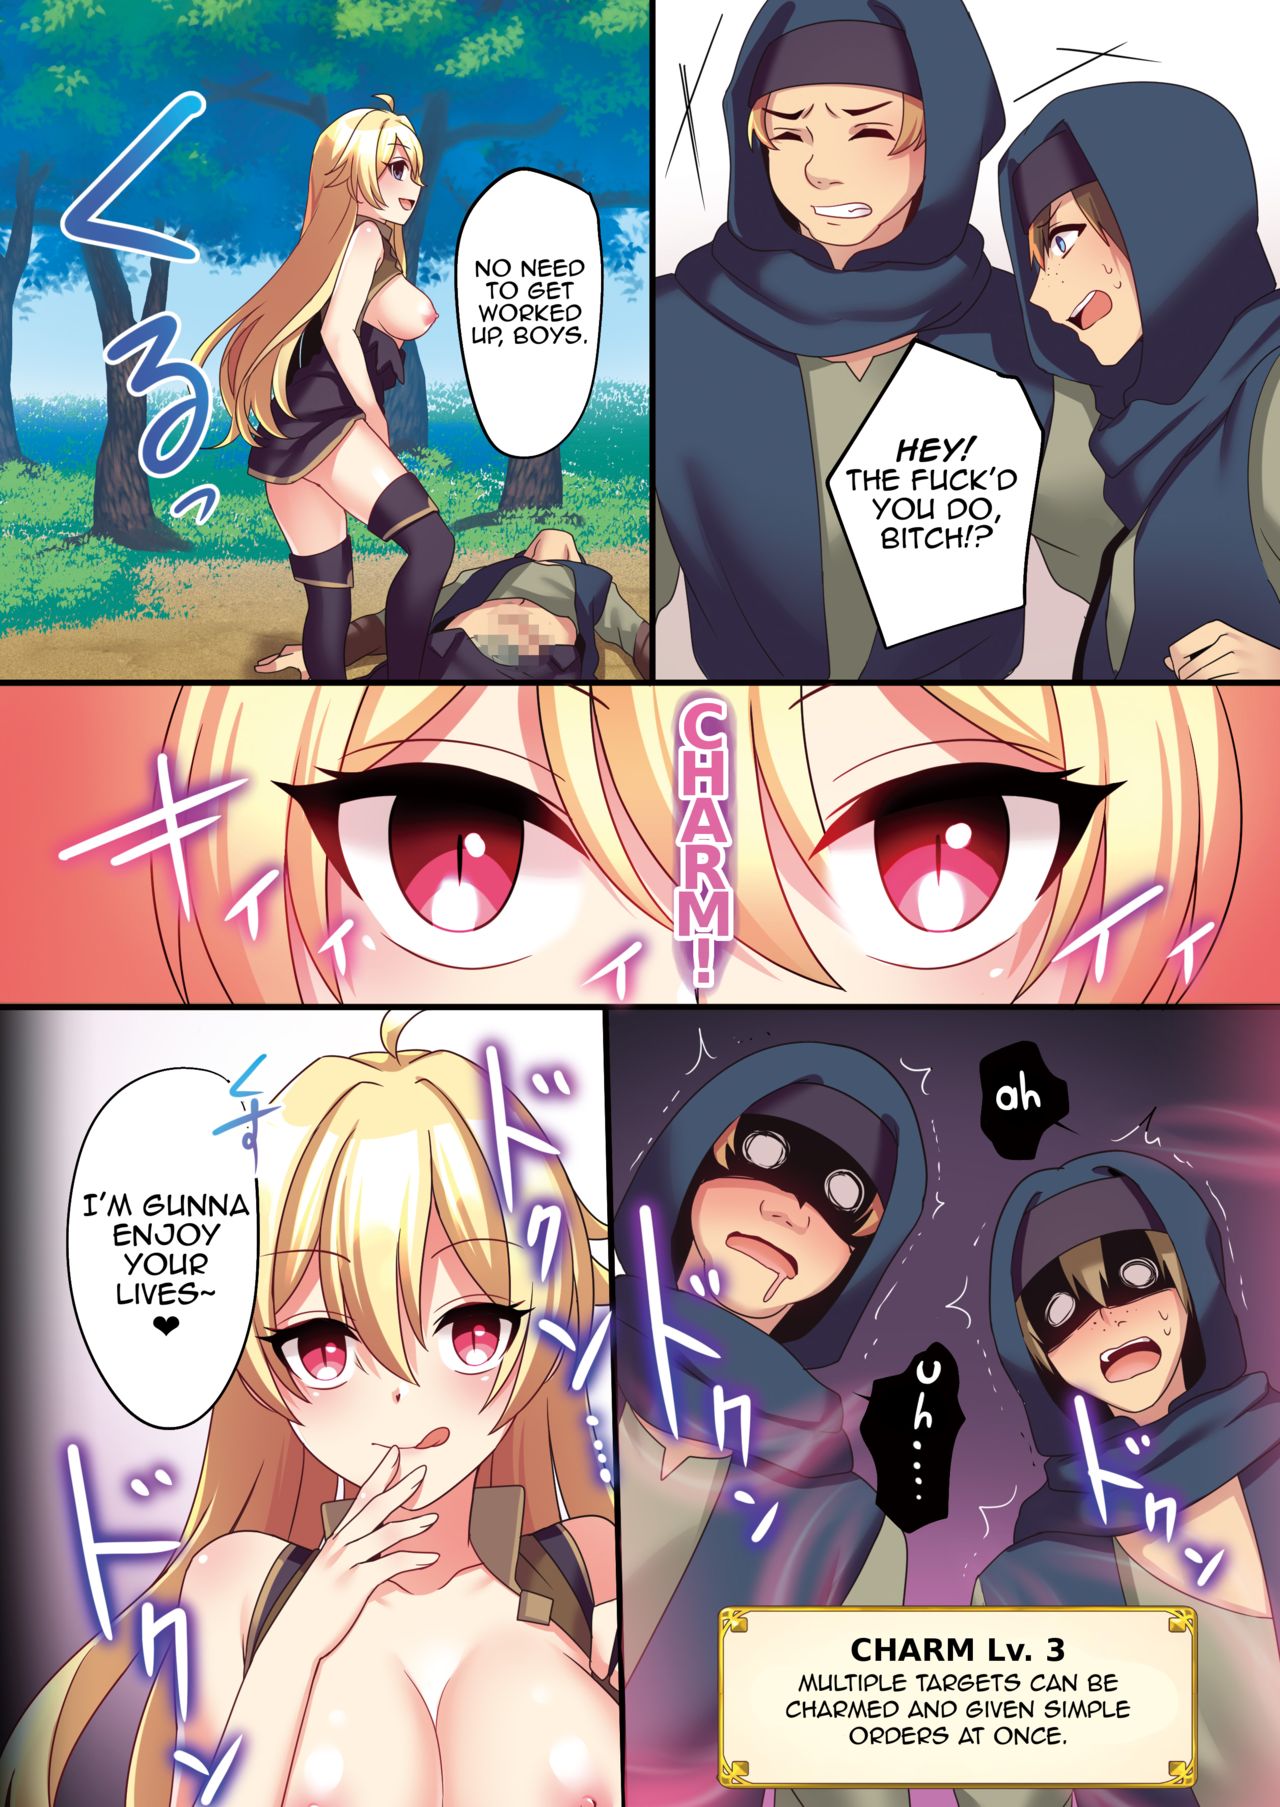 HEY!
THE FUCK'D
YOU DO,
BITCH!?
NO NEED
TO GET
WORKED
UP, BOYS.
くるっ
CHARM!
キィィィ
ィィィ
ah
uh.....
ドクン
ドクン
CHARM Lv. 3
MULTIPLE TARGETS CAN BE
CHARMED AND GIVEN SIMPLE
ORDERS AT ONCE.
ドクン......
くす
I'M GUNNA
ENJOY
YOUR
LIVES~
❤
ドクン